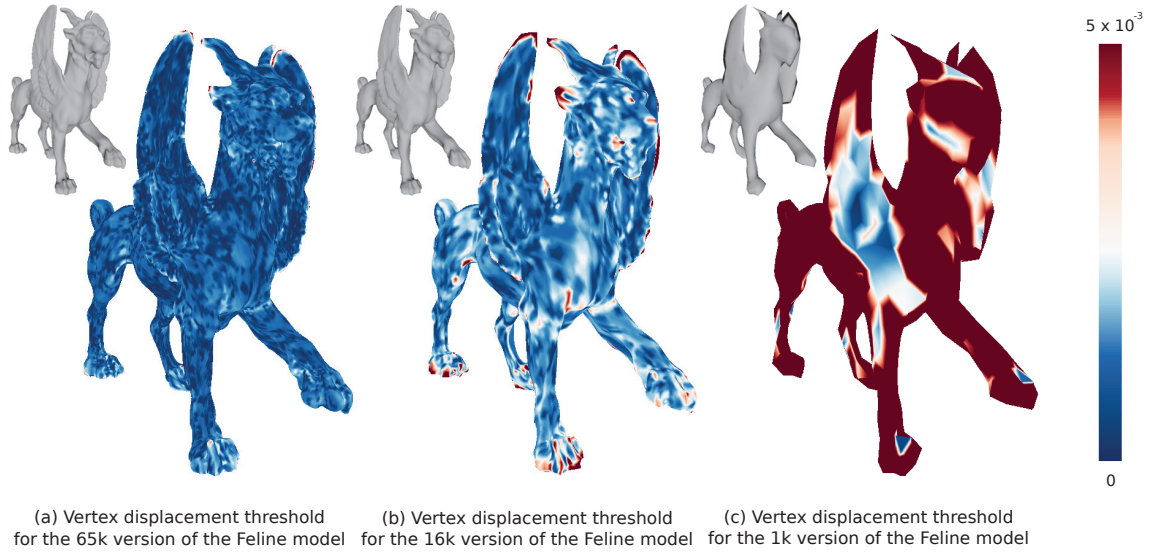 5 x 10⁻³
0
(a) Vertex displacement threshold
for the 65k version of the Feline model
(b) Vertex displacement threshold
for the 16k version of the Feline model
(c) Vertex displacement threshold
for the 1k version of the Feline model